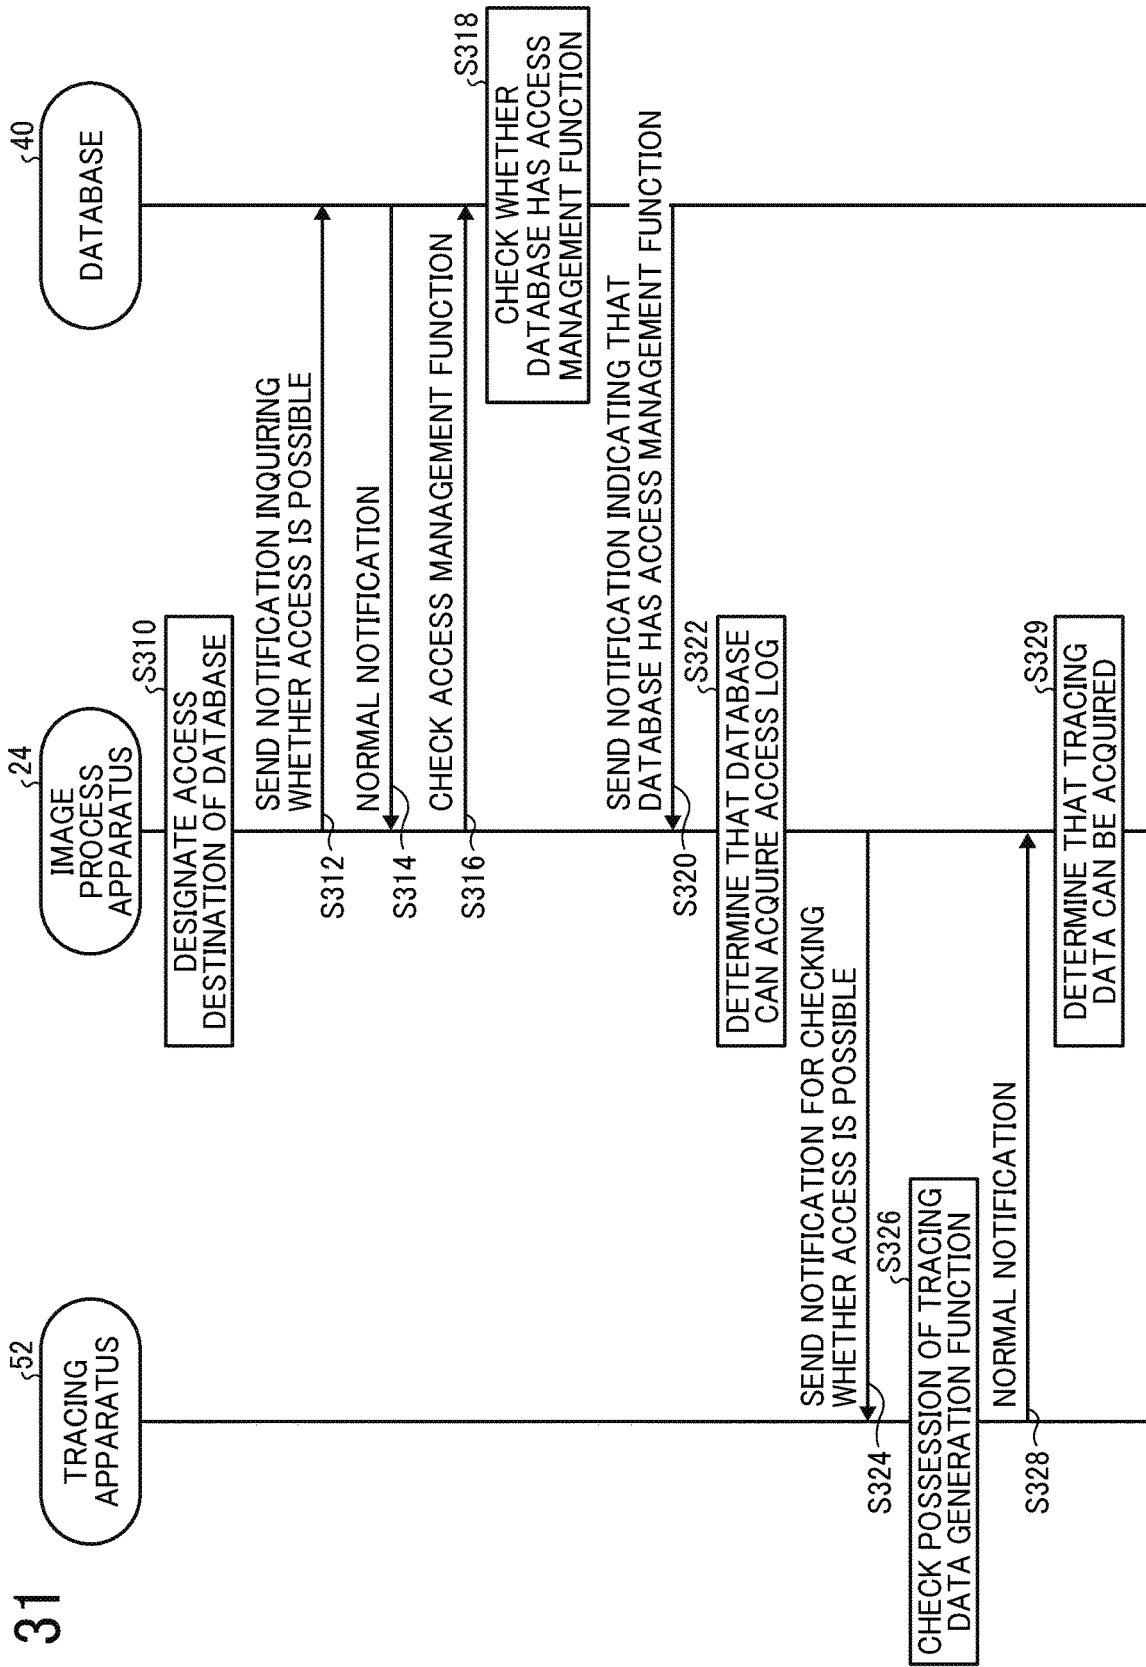 31
52
TRACING
APPARATUS
24
IMAGE
PROCESS
APPARATUS
40
DATABASE
S310
DESIGNATE ACCESS
DESTINATION OF DATABASE
SEND NOTIFICATION INQUIRING
WHETHER ACCESS IS POSSIBLE
S312
NORMAL NOTIFICATION
S314
CHECK ACCESS MANAGEMENT FUNCTION
S316
S318
CHECK WHETHER
DATABASE HAS ACCESS
MANAGEMENT FUNCTION
SEND NOTIFICATION INDICATING THAT
DATABASE HAS ACCESS MANAGEMENT FUNCTION
S320
S322
DETERMINE THAT DATABASE
CAN ACQUIRE ACCESS LOG
SEND NOTIFICATION FOR CHECKING
WHETHER ACCESS IS POSSIBLE
S324
S326
CHECK POSSESSION OF TRACING
DATA GENERATION FUNCTION
NORMAL NOTIFICATION
S328
S329
DETERMINE THAT TRACING
DATA CAN BE ACQUIRED